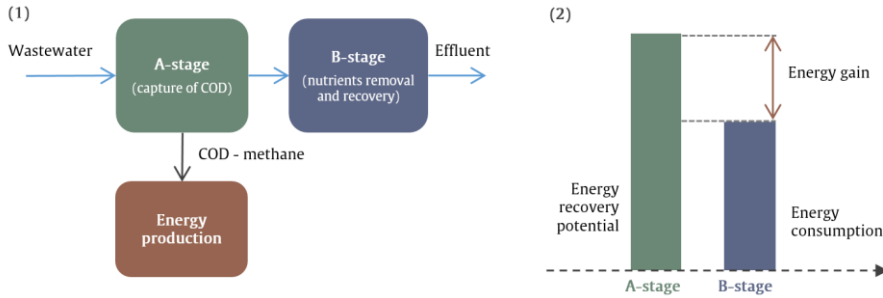 (1)
Wastewater
A-stage
(capture of COD)
B-stage
(nutrients removal
and recovery)
Effluent
COD - methane
Energy
production
(2)
Energy gain
Energy
recovery
potential
Energy
consumption
A-stage
B-stage